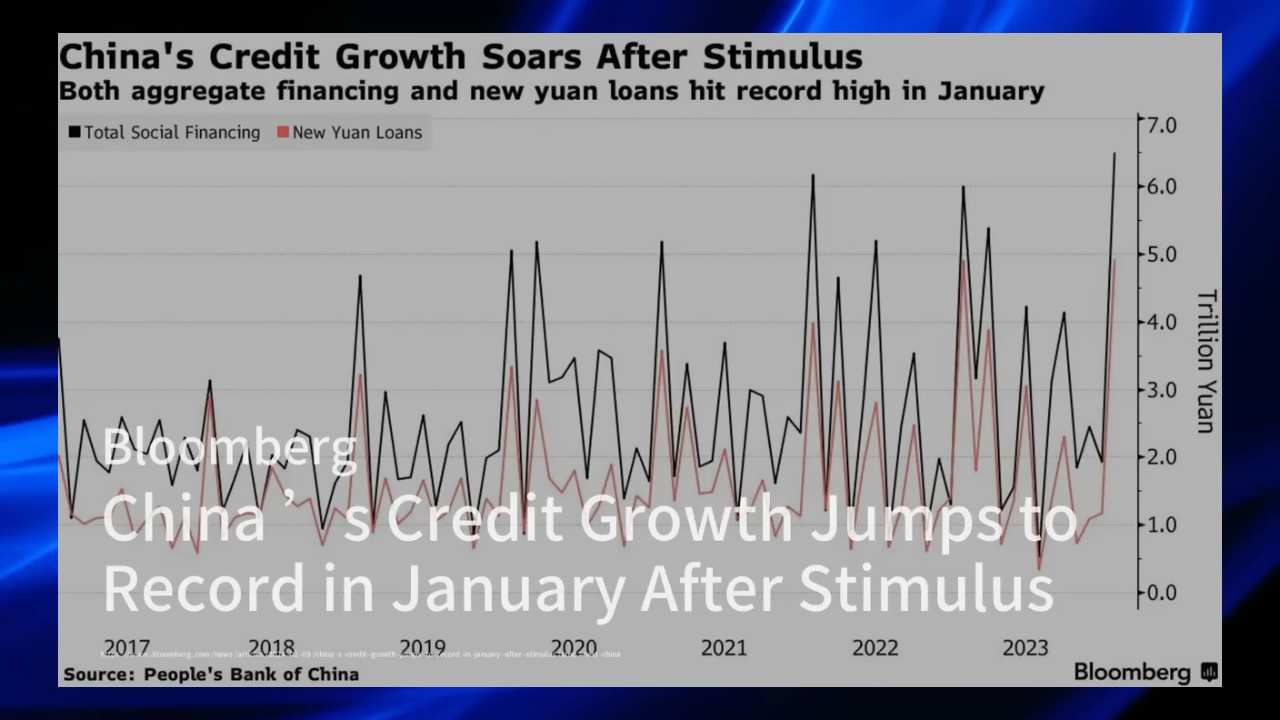 China's Credit Growth Soars After Stimulus
Both aggregate financing and new yuan loans hit record high in January
Total Social Financing New Yuan Loans
7.0
6.0
5.0
4.0
3.0
2.0
1.0
0.0
Trillion Yuan
Bloomberg
China’s Credit Growth Jumps to
Record in January After Stimulus
2017 2018 2019 2020 2021 2022 2023
Source: People's Bank of China
Bloomberg